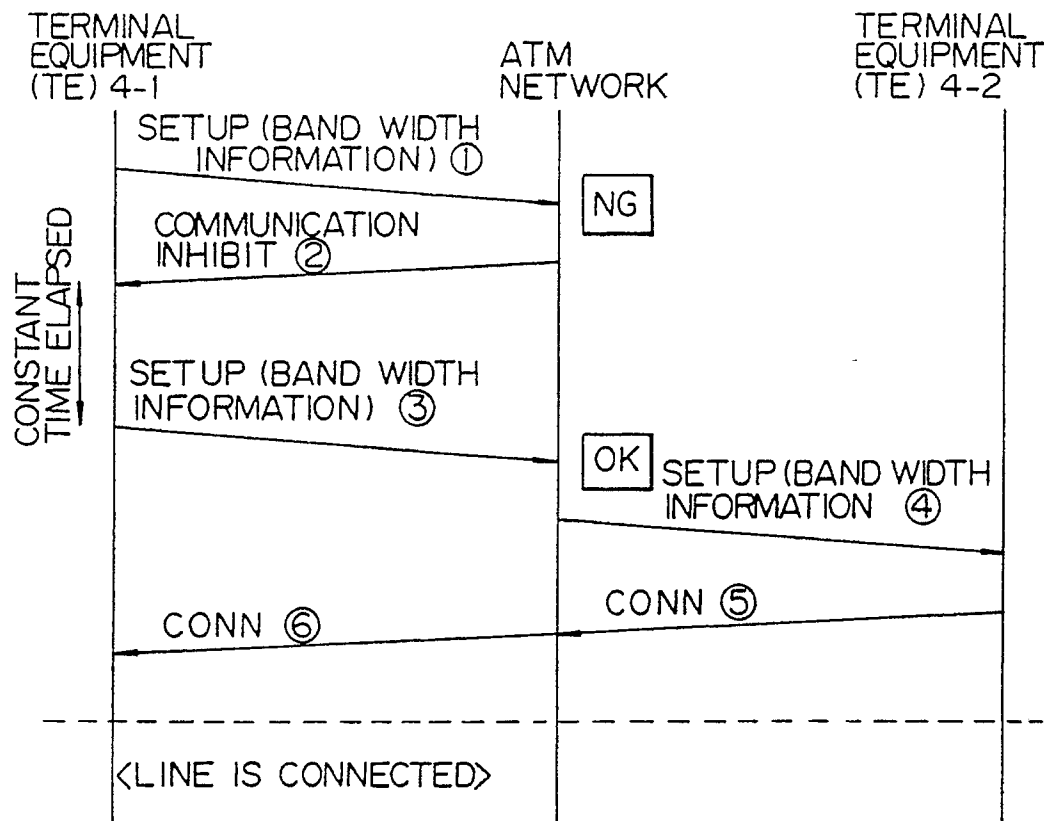 TERMINAL
EQUIPMENT
(TE) 4-1
ATM
NETWORK
TERMINAL
EQUIPMENT
(TE) 4-2
SETUP (BAND WIDTH
INFORMATION) ①
NG
COMMUNICATION
INHIBIT ②
CONSTANT
TIME ELAPSED
SETUP (BAND WIDTH
INFORMATION) ③
OK
SETUP (BAND WIDTH
INFORMATION ④
CONN ⑤
CONN ⑥
<LINE IS CONNECTED>